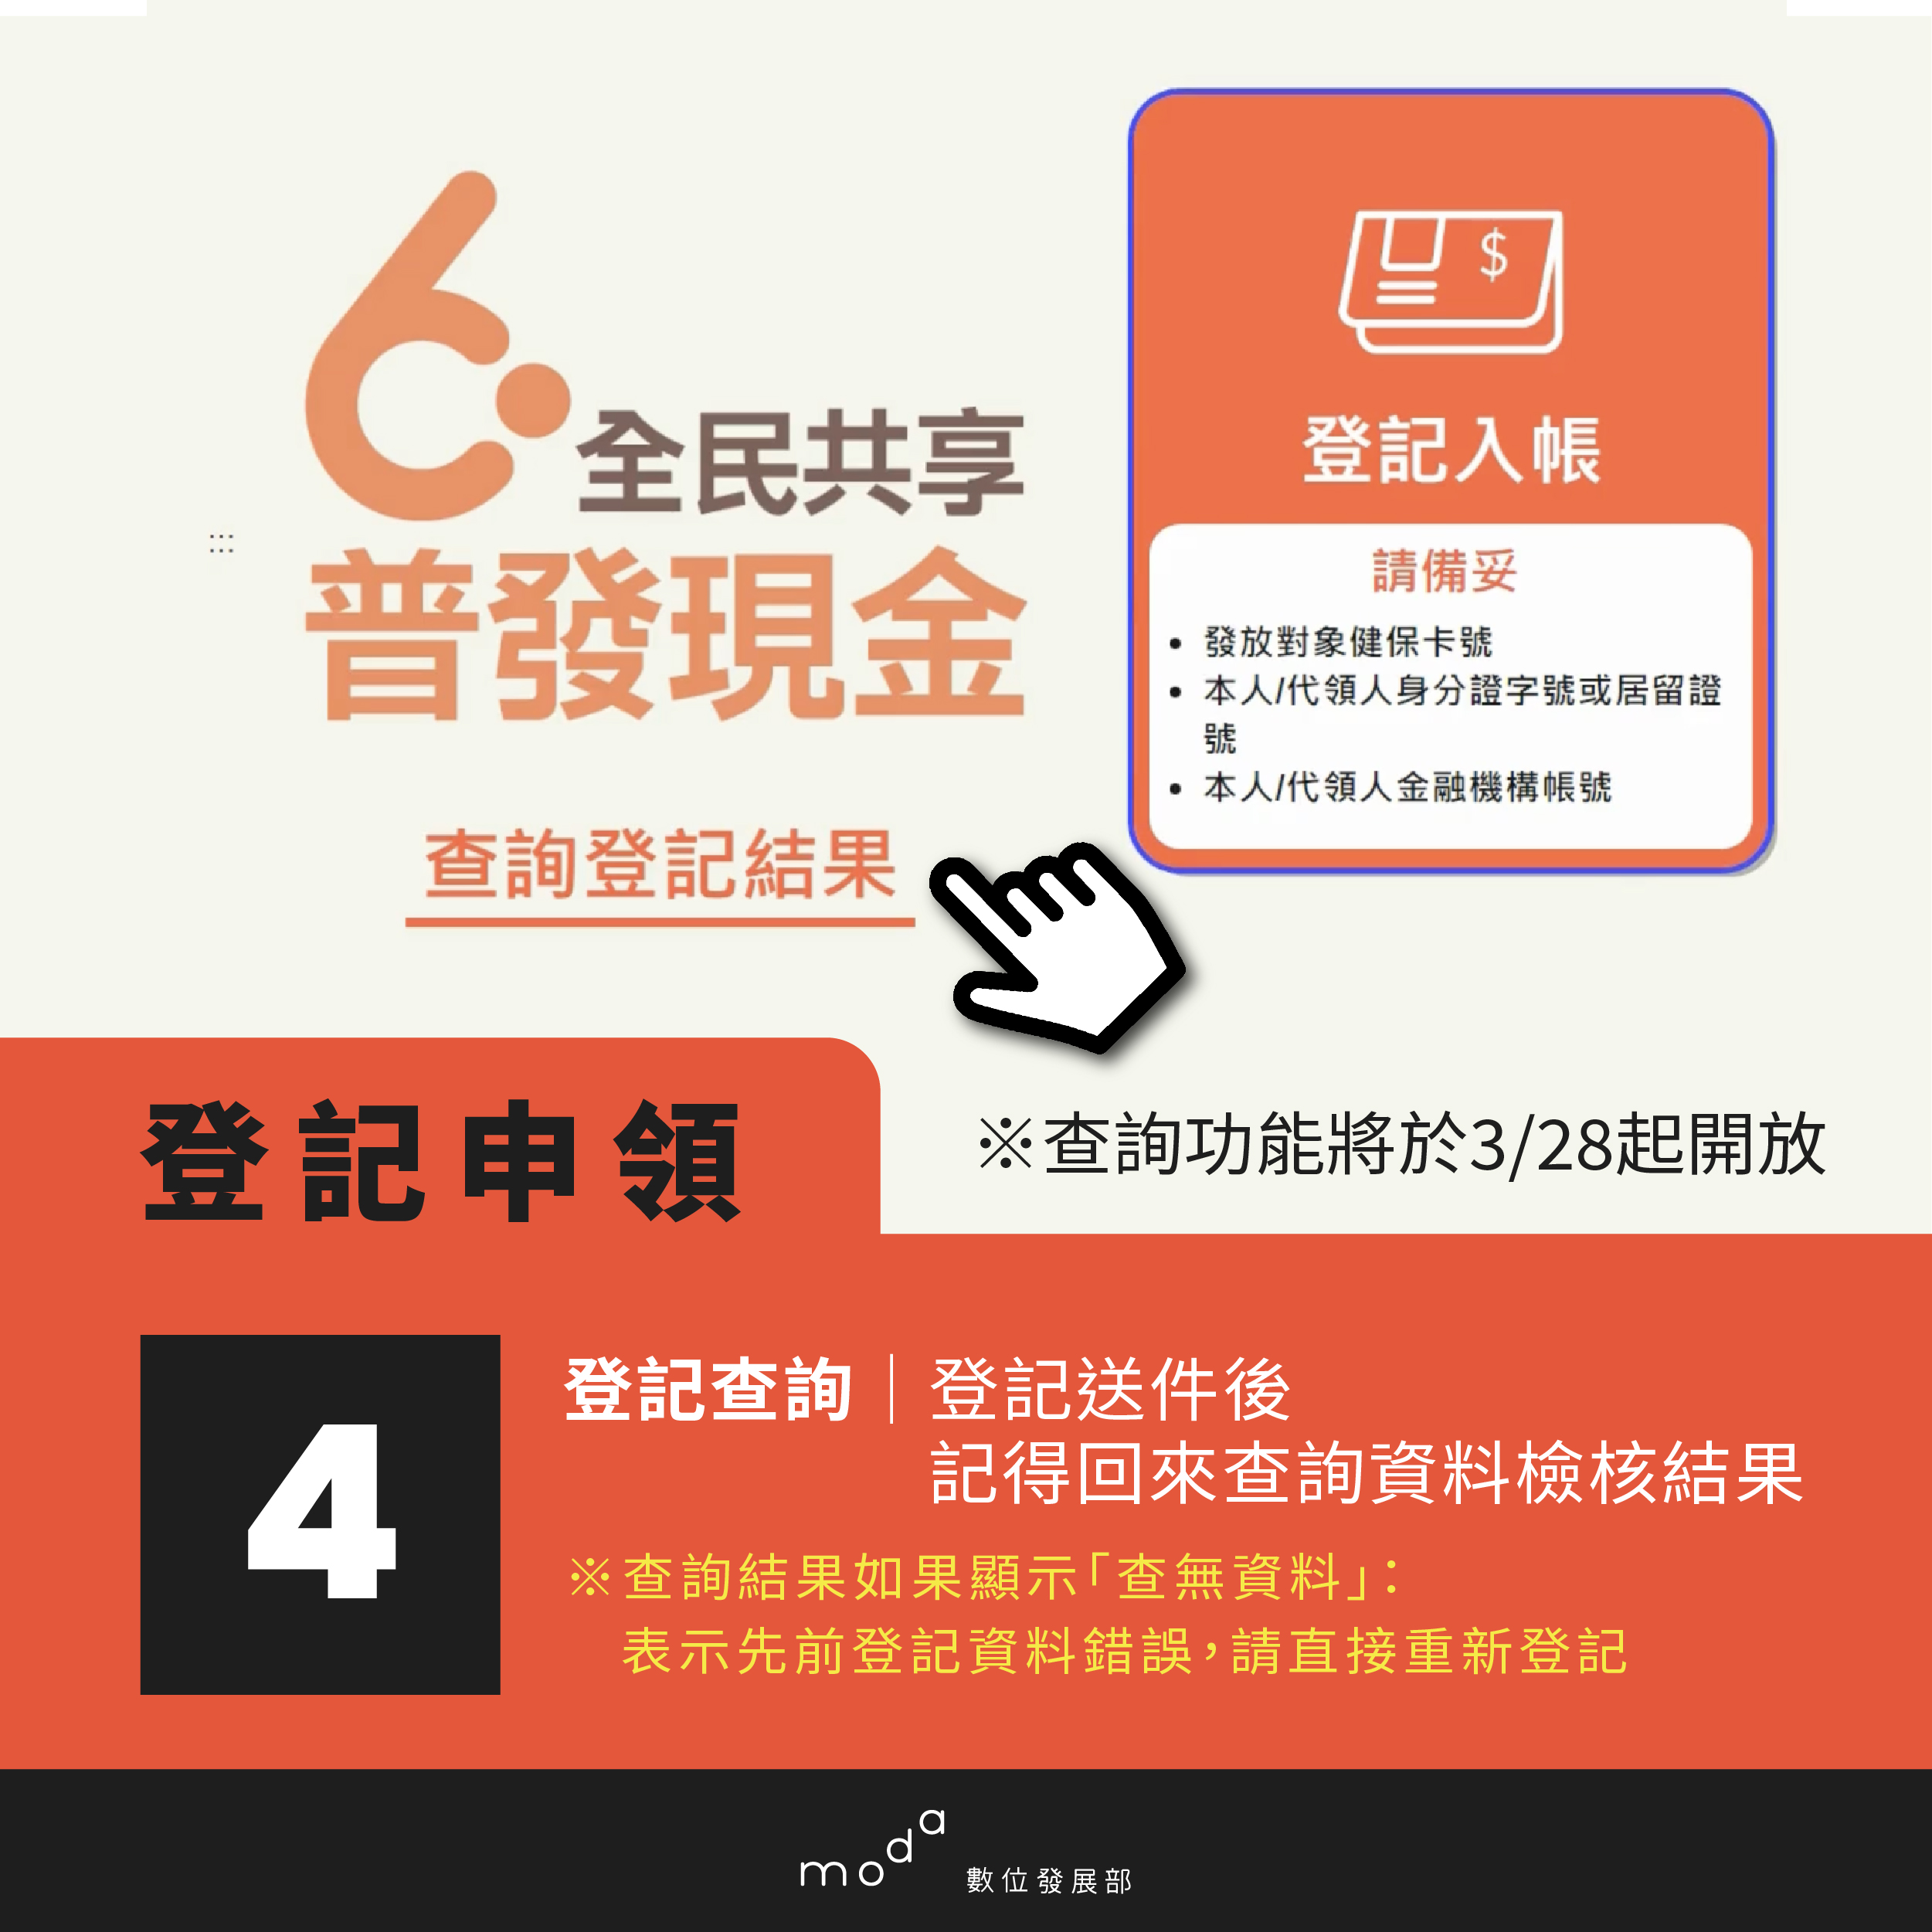 6.全民共享
普發現金
查詢登記結果
$
登記入帳
請備妥
• 發放對象健保卡號
• 本人/代領人身分證字號或居留證
號
• 本人/代領人金融機構帳號
登記申領
※查詢功能將於3/28起開放
4
登記查詢｜登記送件後
記得回來查詢資料檢核結果
※查詢結果如果顯示「查無資料」：
表示先前登記資料錯誤，請直接重新登記
moda 數位發展部